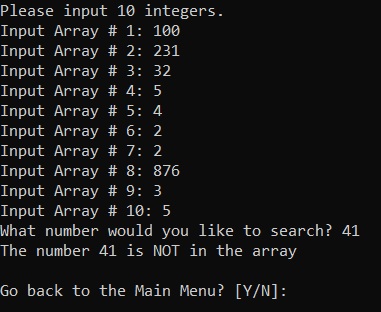 Please input 10 integers.
Input Array # 1: 100
Input Array # 2: 231
Input Array # 3: 32
Input Array # 4: 5
Input Array # 5: 4
Input Array # 6: 2
Input Array # 7: 2
Input Array # 8: 876
Input Array # 9: 3
Input Array # 10: 5
What number would you like to search? 41
The number 41 is NOT in the array
Go back to the Main Menu? [Y/N]: